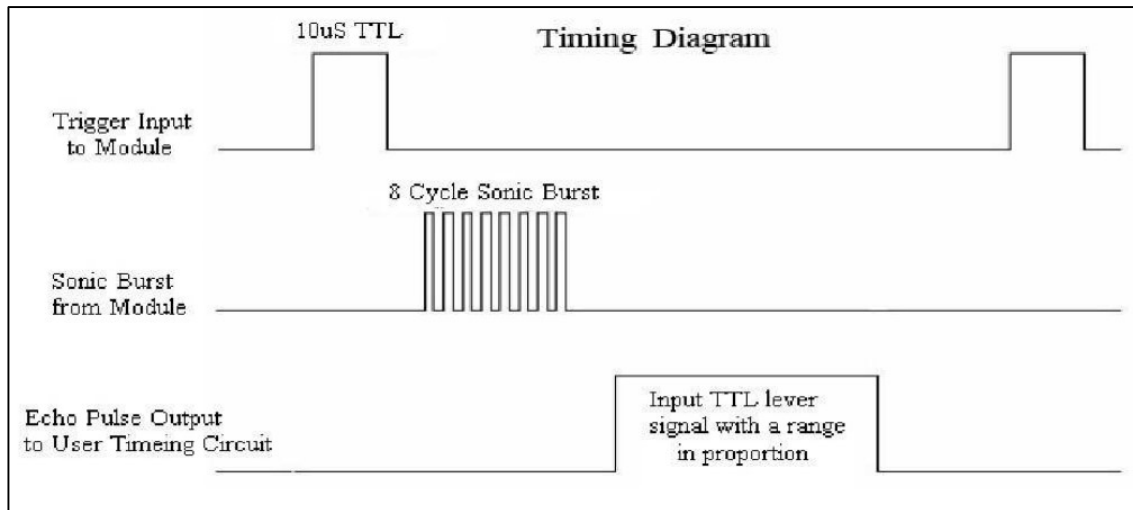 10uS TTL
Timing Diagram
Trigger Input
to Module
8 Cycle Sonic Burst
Sonic Burst
from Module
Echo Pulse Output
to User Timeing Circuit
Input TTL lever
signal with a range
in proportion